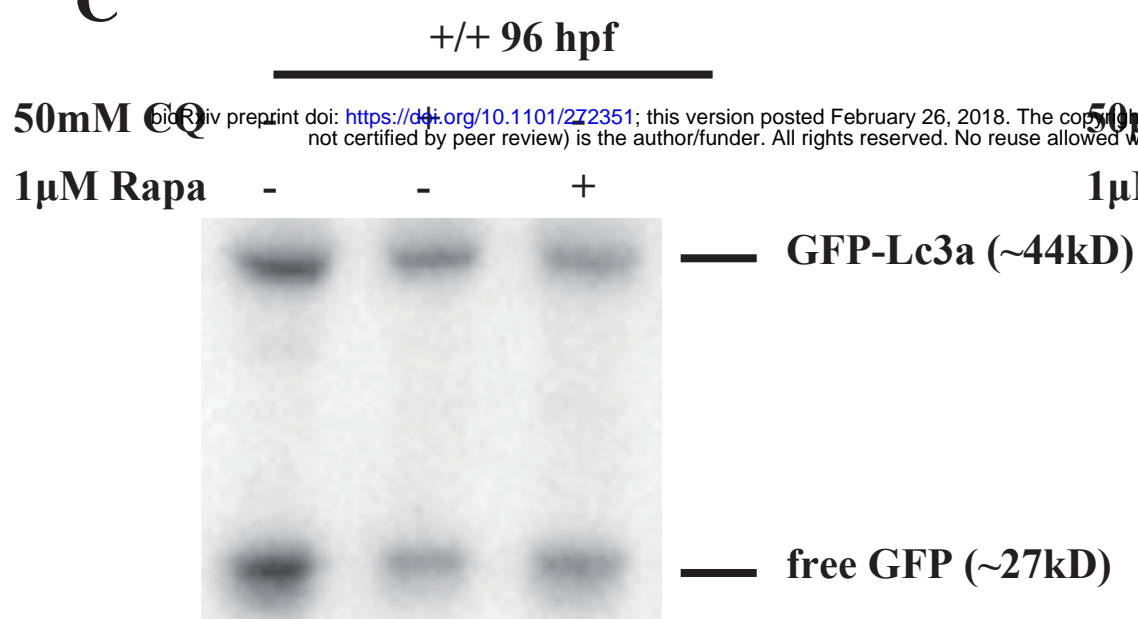 C
+/+ 96 hpf
50mM CQ - + -
bioRxiv preprint doi: https://doi.org/10.1101/272351; this version posted February 26, 2018. The
not certified by peer review) is the author/funder. All rights reserved. No reuse allowed
1μM Rapa - - +
GFP-Lc3a (~44kD)
free GFP (~27kD)